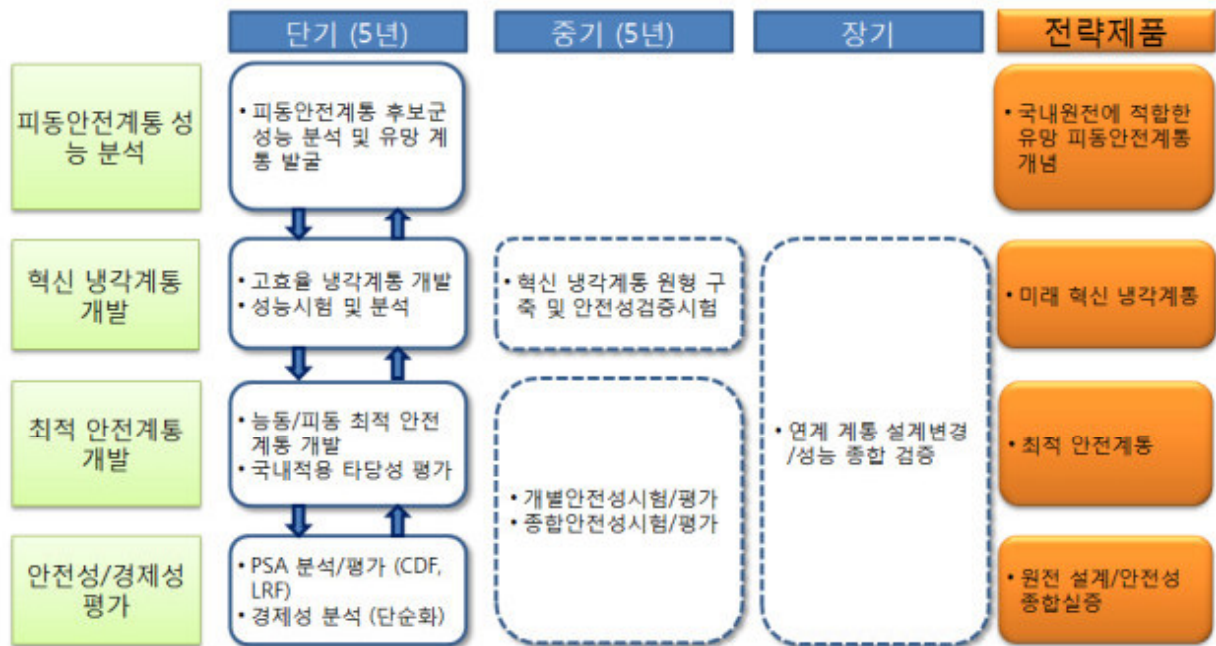 단기 (5년)
중기 (5년)
장기
전략제품
피동안전계통 성
능 분석
• 피동안전계통 후보군
성능 분석 및 유망 계
통 발굴
• 국내원전에 적합한
유망 피동안전계통
개념
혁신 냉각계통
개발
• 고효율 냉각계통 개발
• 성능시험 및 분석
• 혁신 냉각계통 원형 구
축 및 안전성검증시험
• 미래 혁신 냉각계통
최적 안전계통
개발
• 능동/피동 최적 안전
계통 개발
• 국내적용 타당성 평가
• 개별안전성시험/평가
• 종합안전성시험/평가
• 연계 계통 설계변경
/성능 종합 검증
• 최적 안전계통
안전성/경제성
평가
• PSA 분석/평가 (CDF,
LRF)
• 경제성 분석 (단순화)
• 원전 설계/안전성
종합실증